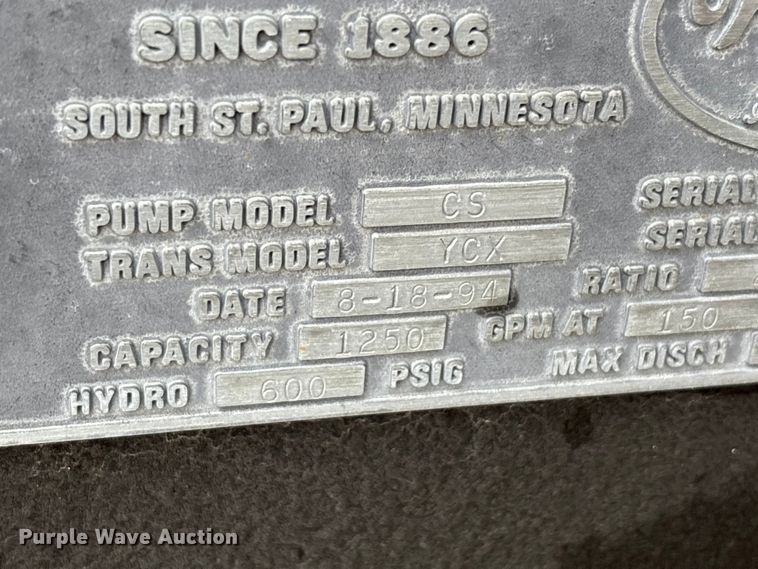 SINCE 1886
SOUTH ST. PAUL, MINNESOTA
PUMP MODEL CS SERIAL
TRANS MODEL YCX SERIAL
DATE 8-18-94 RATIO
CAPACITY 1250 GPM AT 150
HYDRO 600 PSIG MAX DISCH
Purple Wave Auction